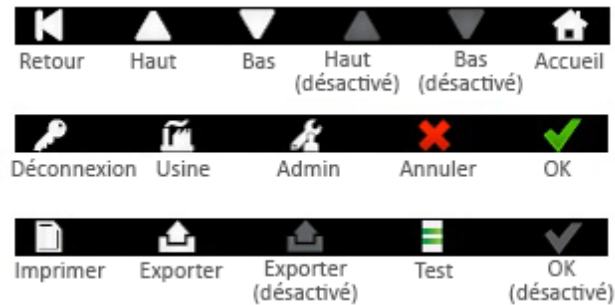 Retour Haut Bas Haut (désactivé) Bas (désactivé) Accueil
Déconnexion Usine Admin Annuler OK
Imprimer Exporter Exporter (désactivé) Test OK (désactivé)